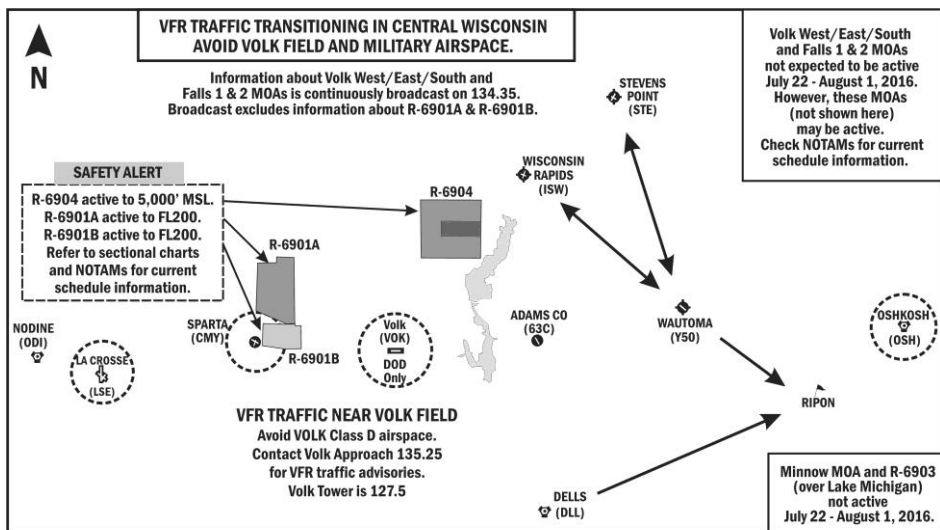 VFR TRAFFIC TRANSITIONING IN CENTRAL WISCONSIN
AVOID VOLK FIELD AND MILITARY AIRSPACE.
N
Information about Volk West/East/South and
Falls 1 & 2 MOAs is continuously broadcast on 134.35.
Broadcast excludes information about R-6901A & R-6901B.
Volk West/East/South
and Falls 1 & 2 MOAs
not expected to be active
July 22 - August 1, 2016.
However, these MOAs
(not shown here)
may be active.
Check NOTAMs for current
schedule information.
STEVENS
POINT
(STE)
WISCONSIN
RAPIDS
(ISW)
SAFETY ALERT
R-6904 active to 5,000' MSL.
R-6901A active to FL200.
R-6901B active to FL200.
Refer to sectional charts
and NOTAMs for current
schedule information.
R-6904
R-6901A
NODINE
(ODI)
LA CROSSE
(LSE)
SPARTA
(CMY)
R-6901B
Volk
(VOK)
DOD
Only
ADAMS CO
(63C)
WAUTOMA
(Y50)
OSHKOSH
(OSH)
RIPON
VFR TRAFFIC NEAR VOLK FIELD
Avoid VOLK Class D airspace.
Contact Volk Approach 135.25
for VFR traffic advisories.
Volk Tower is 127.5
DELLS
(DLL)
Minnow MOA and R-6903
(over Lake Michigan)
not active
July 22 - August 1, 2016.